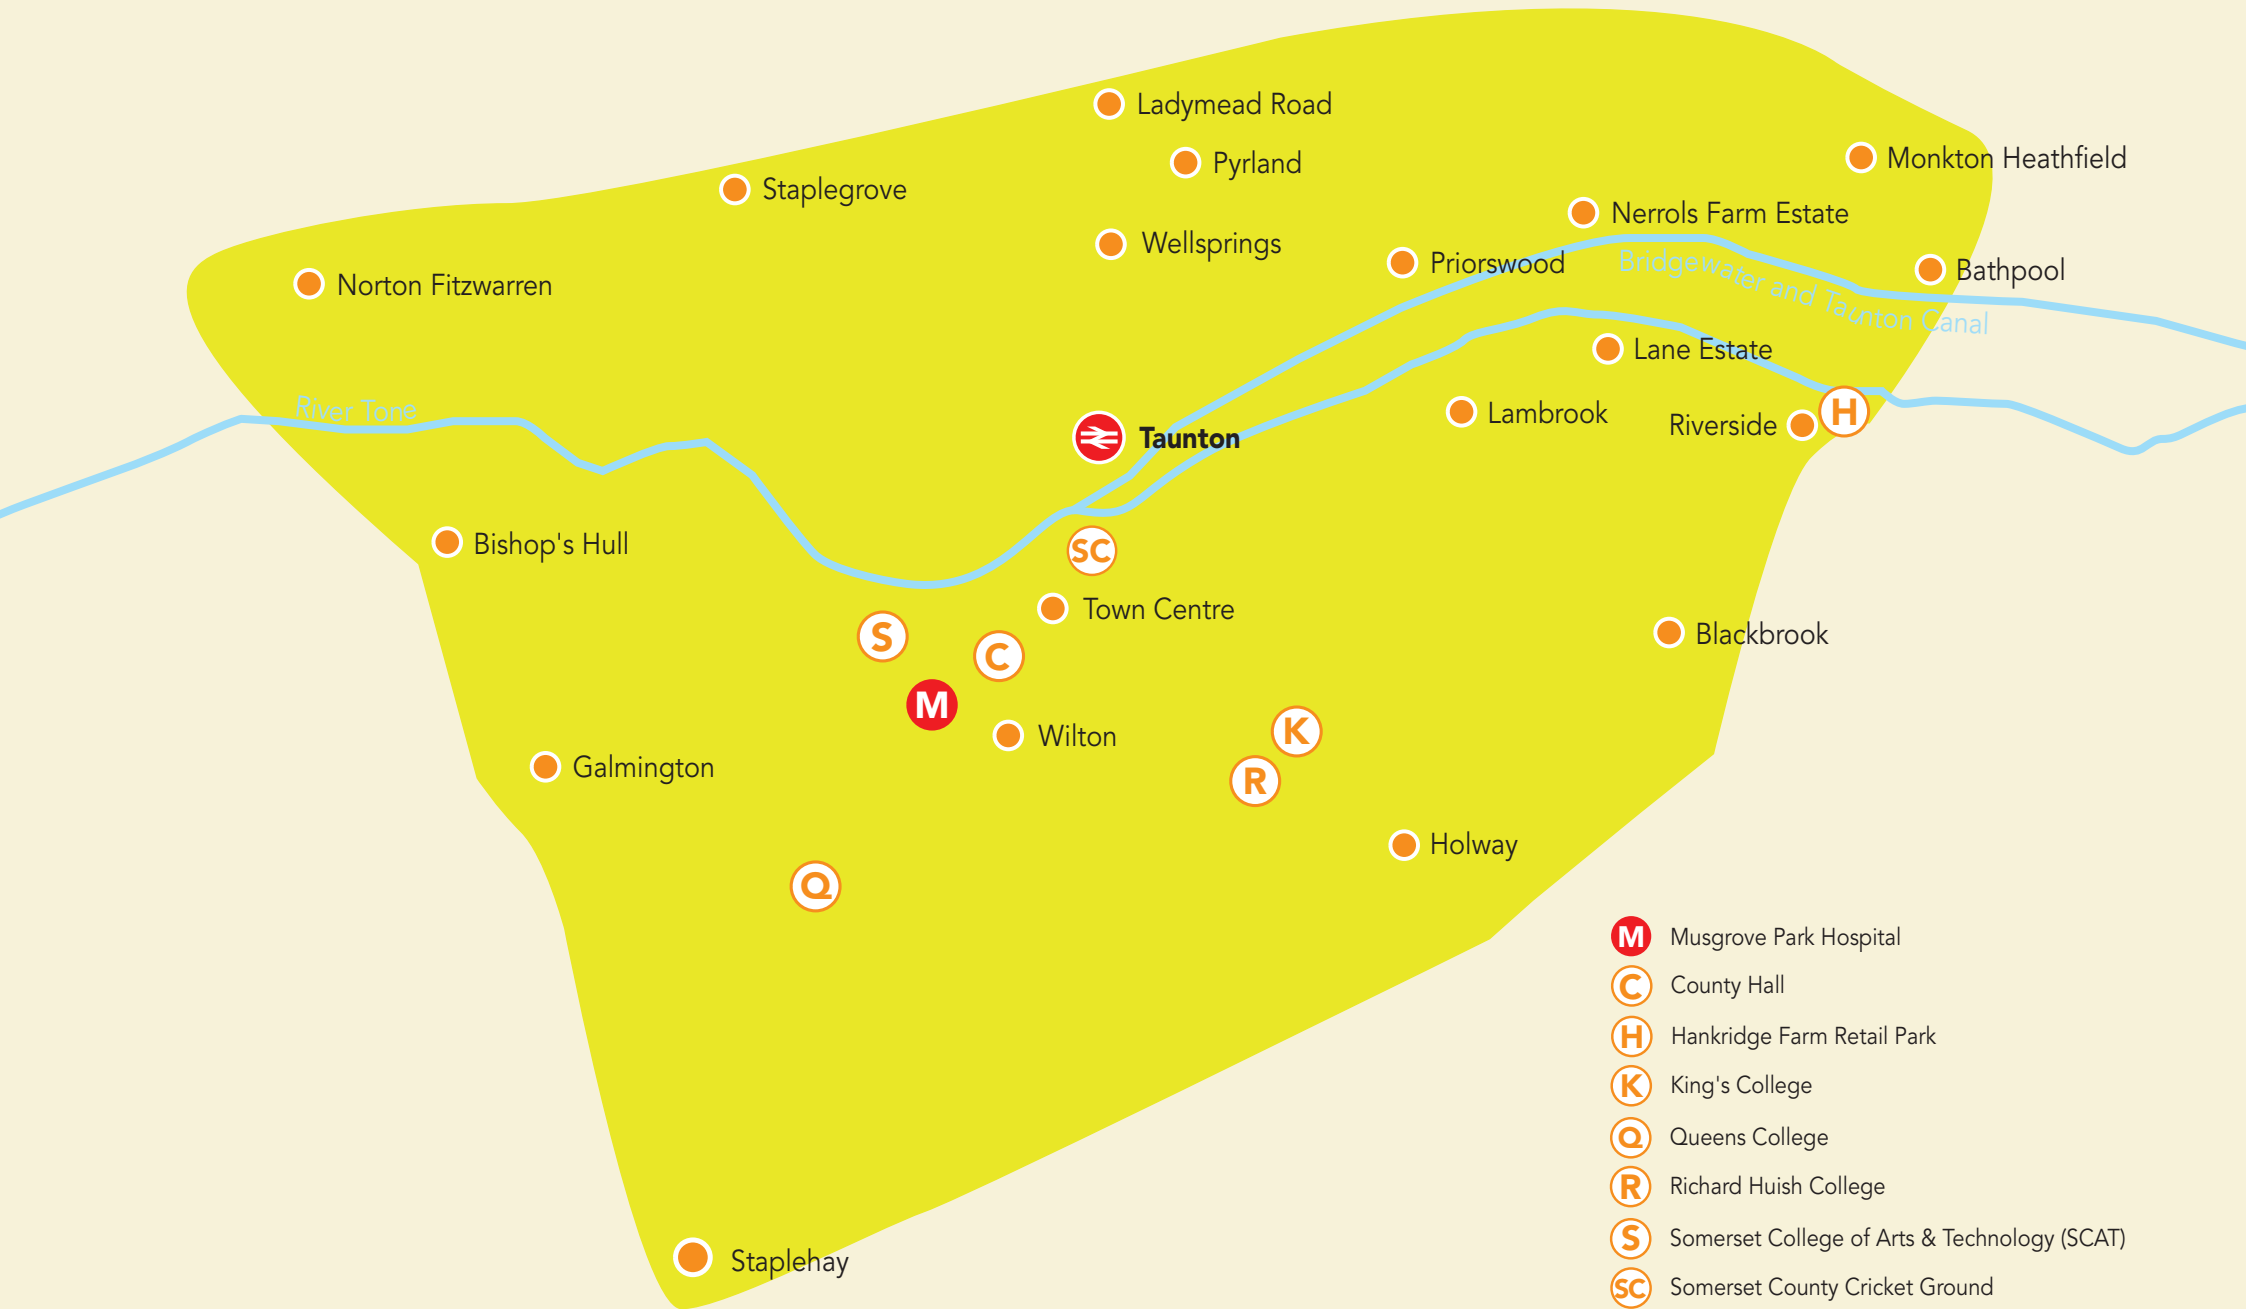 Ladymead Road
Pyrland
Monkton Heathfield
Staplegrove
Nerrols Farm Estate
Wellsprings
Priorswood
Bridgewater and Taunton Canal
Bathpool
Norton Fitzwarren
Lane Estate
River Tone
Lambrook
H
Riverside
Taunton
Bishop's Hull
SC
Town Centre
S
Blackbrook
C
M
Wilton
K
Galmington
R
Holway
Q
M Musgrove Park Hospital
C County Hall
H Hankridge Farm Retail Park
K King's College
Q Queens College
R Richard Huish College
S Somerset College of Arts & Technology (SCAT)
Staplehay
SC Somerset County Cricket Ground